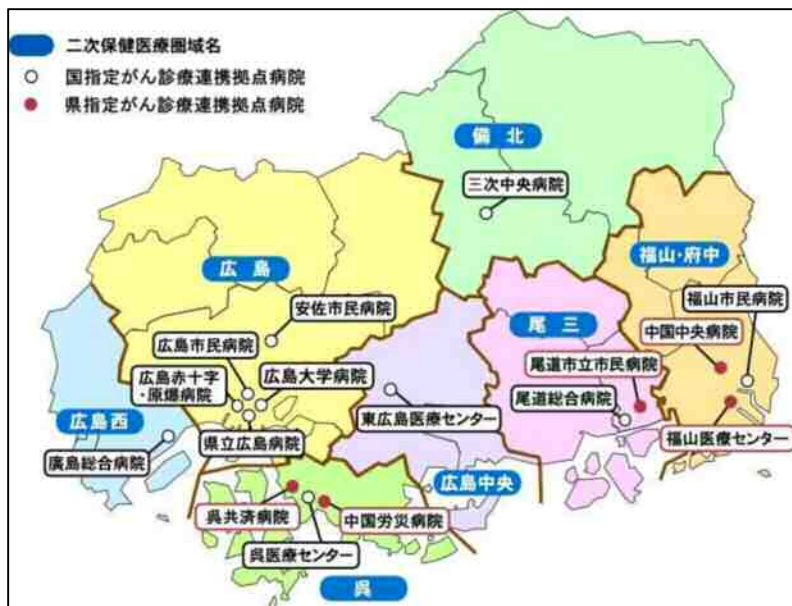 二次保健医療圏域名
国指定がん診療連携拠点病院
県指定がん診療連携拠点病院
備北
三次中央病院
広島
福山・府中
安佐市民病院
福山市民病院
尾三
中国中央病院
広島市民病院
尾道市立市民病院
広島赤十字
・原爆病院
広島大学病院
尾道総合病院
東広島医療センター
広島西
県立広島病院
福山医療センター
廣島総合病院
広島中央
呉共済病院
中国労災病院
呉医療センター
呉